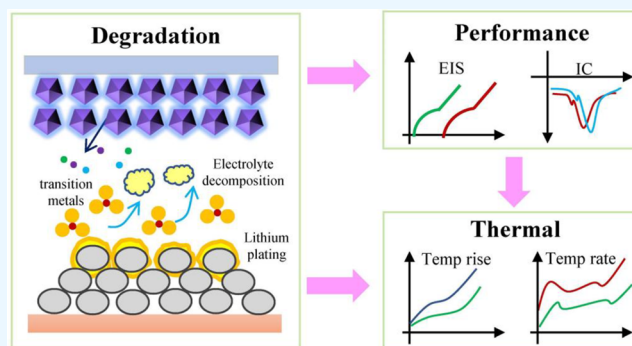 Degradation
transition
metals
Electrolyte
decomposition
Lithium
plating
Performance
EIS
IC
Thermal
Temp rise
Temp rate